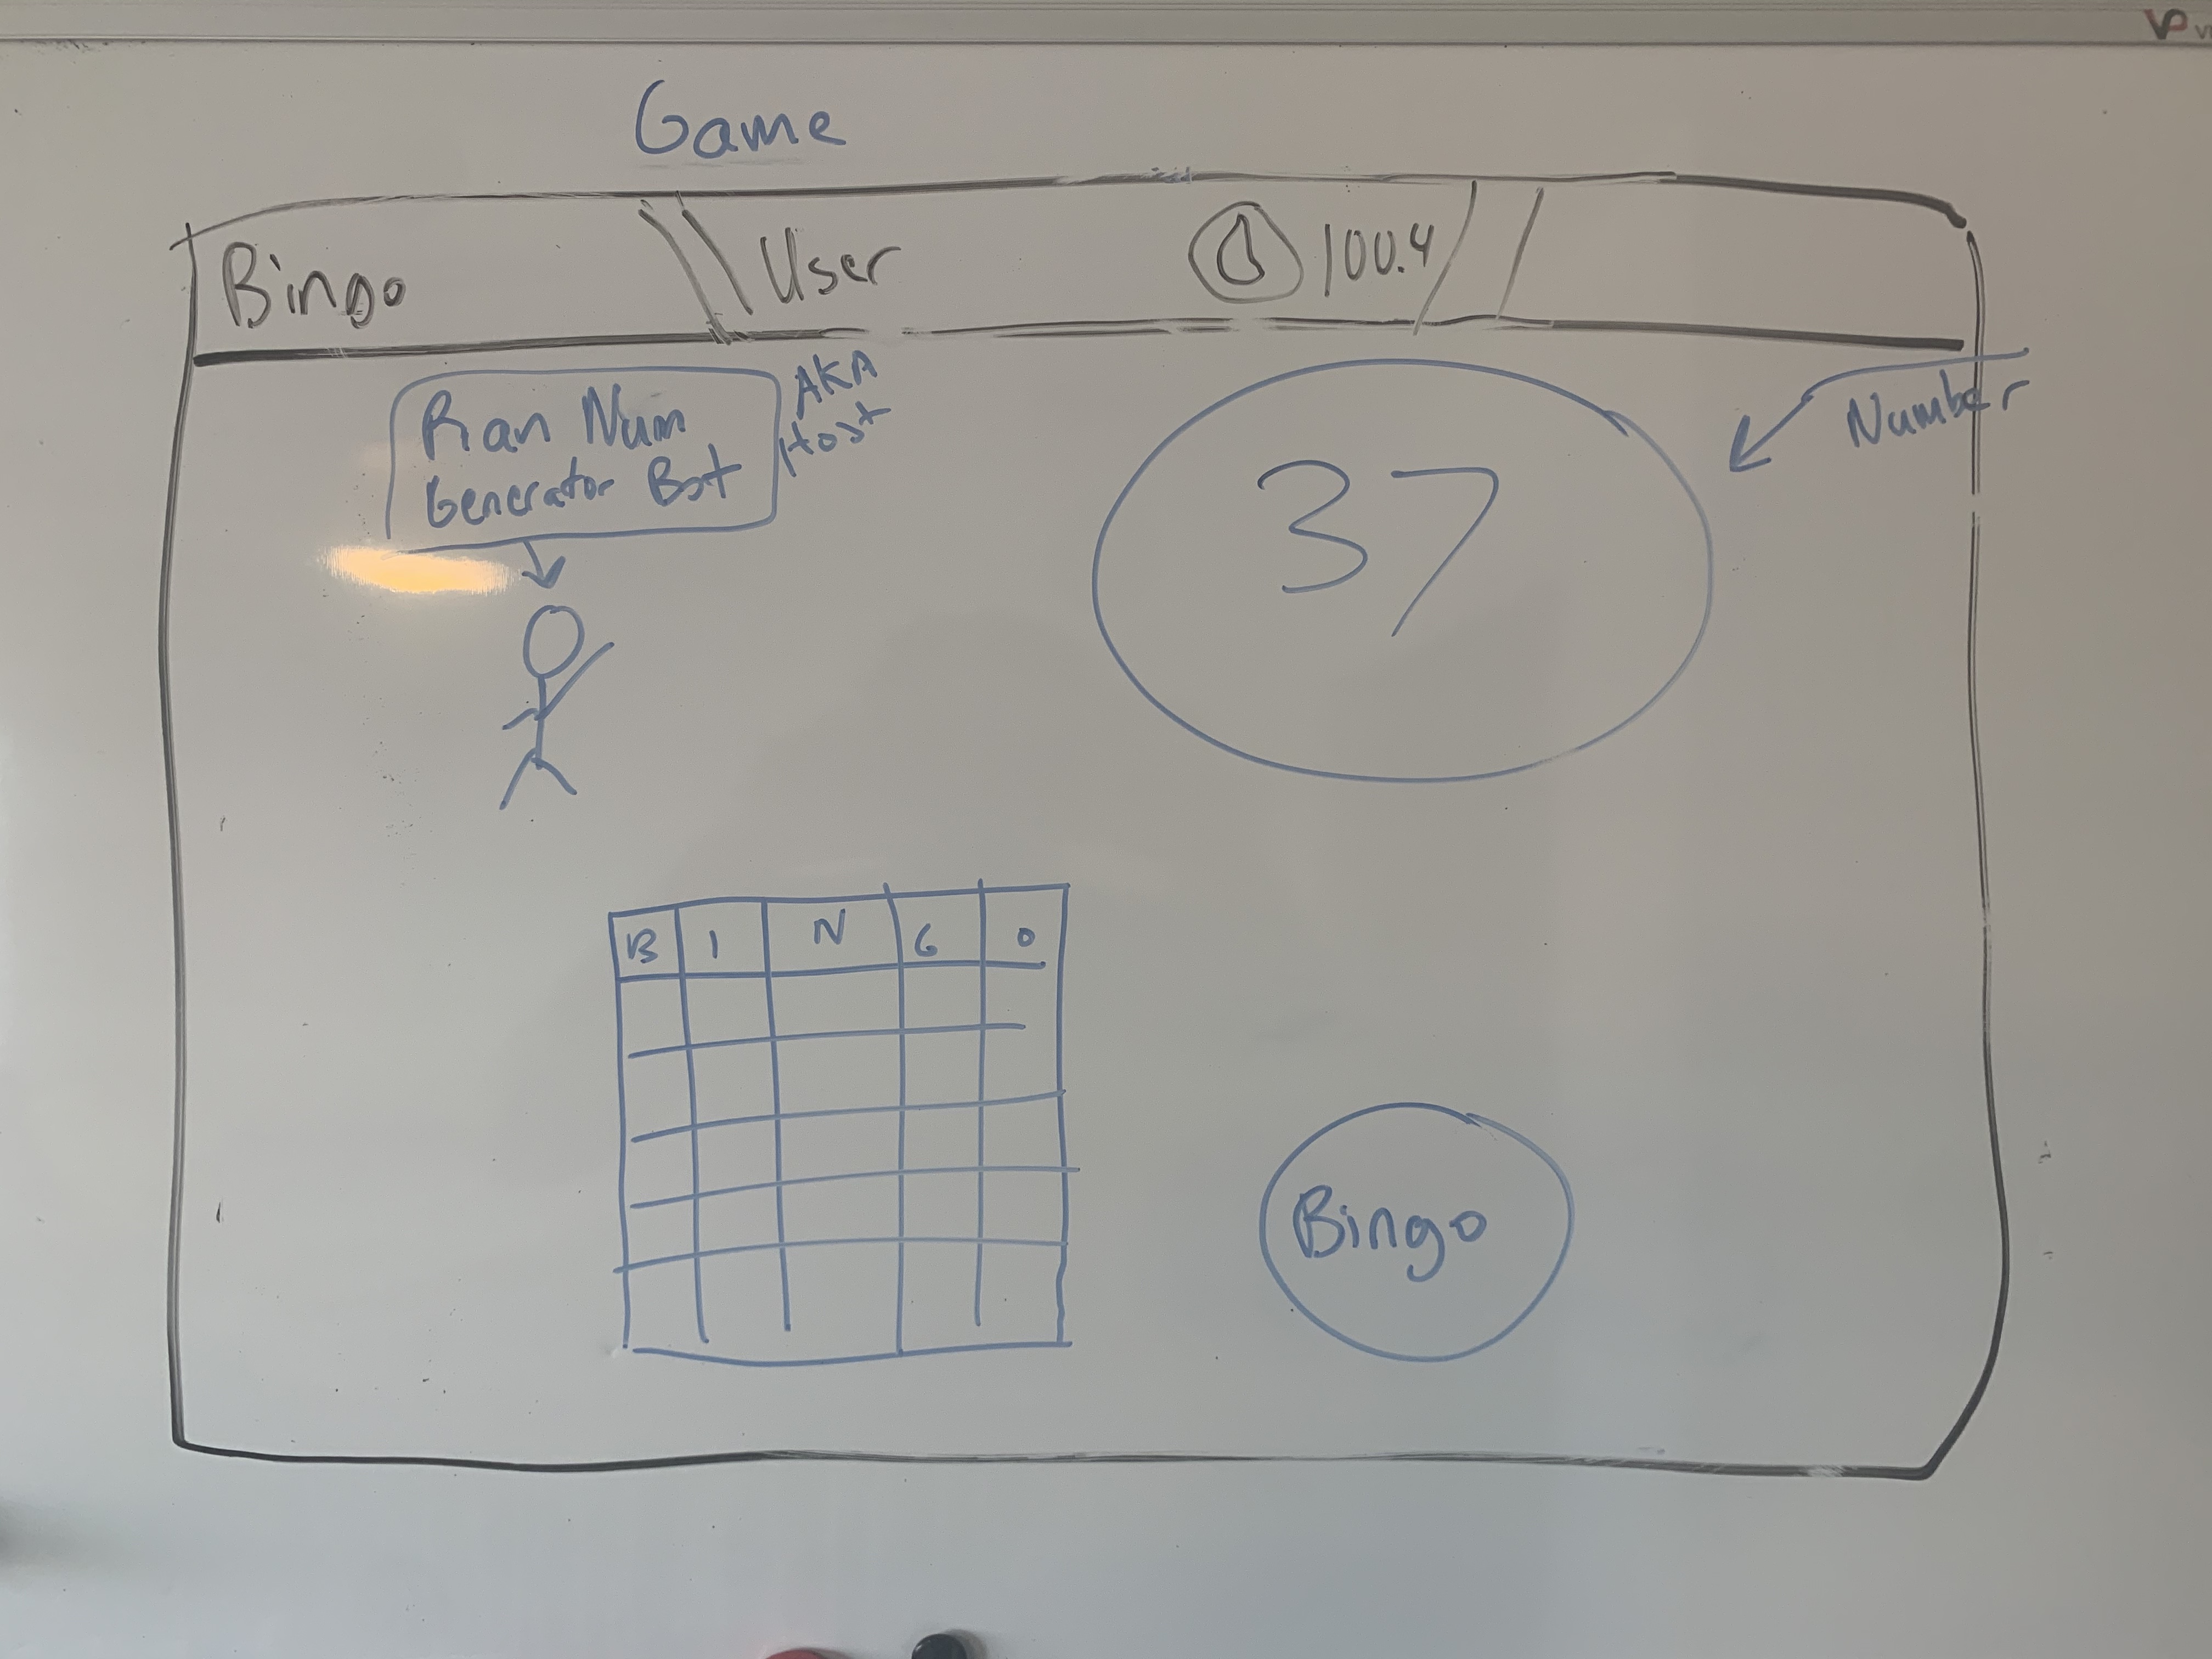 Game
Bingo
User
100.4
Ran Num
Generator Bot
AKA
Host
Number
37
B I N G O
Bingo